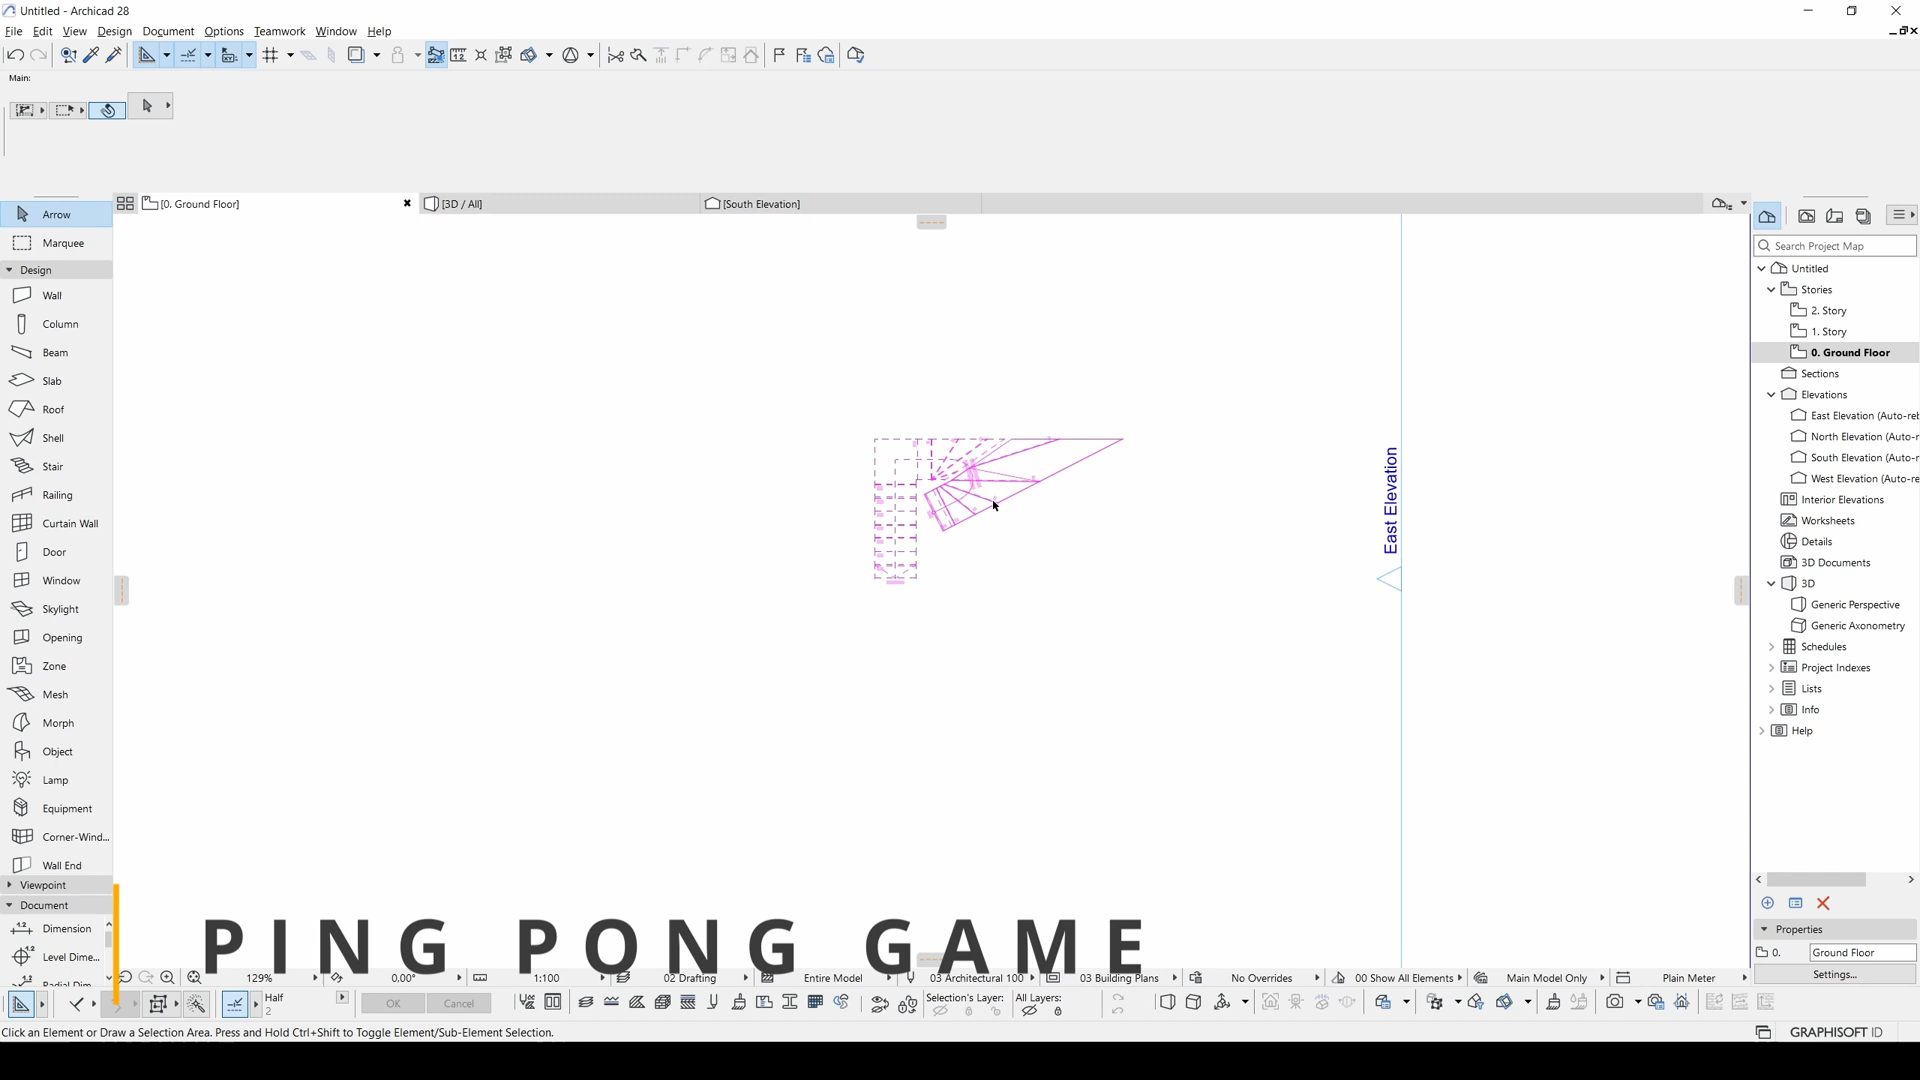 Untitled - Archicad 28
File Edit View Design Document Options Teamwork Window Help
Main:
[0. Ground Floor]
[3D / All]
[South Elevation]
Arrow
Marquee
Design
Wall
Column
Beam
Slab
Roof
Shell
Stair
Railing
Curtain Wall
Door
Window
Skylight
Opening
Zone
Mesh
Morph
Object
Lamp
Equipment
Corner-Wind...
Wall End
Viewpoint
Document
Dimension
Level Dime...
Radial Dim
East Elevation
Search Project Map
Untitled
Stories
2. Story
1. Story
0. Ground Floor
Sections
Elevations
East Elevation (Auto-reb
North Elevation (Auto-
South Elevation (Auto-r
West Elevation (Auto-re
Interior Elevations
Worksheets
Details
3D Documents
3D
Generic Perspective
Generic Axonometry
Schedules
Project Indexes
Lists
Info
Help
Properties
0. Ground Floor
Settings...
PING PONG GAME
129% 0,00° 1:100 02 Drafting Entire Model 03 Architectural 100 03 Building Plans No Overrides 00 Show All Elements Main Model Only Plain Meter
Half
2
OK Cancel
Selection's Layer: All Layers:
Click an Element or Draw a Selection Area. Press and Hold Ctrl+Shift to Toggle Element/Sub-Element Selection.
GRAPHISOFT ID